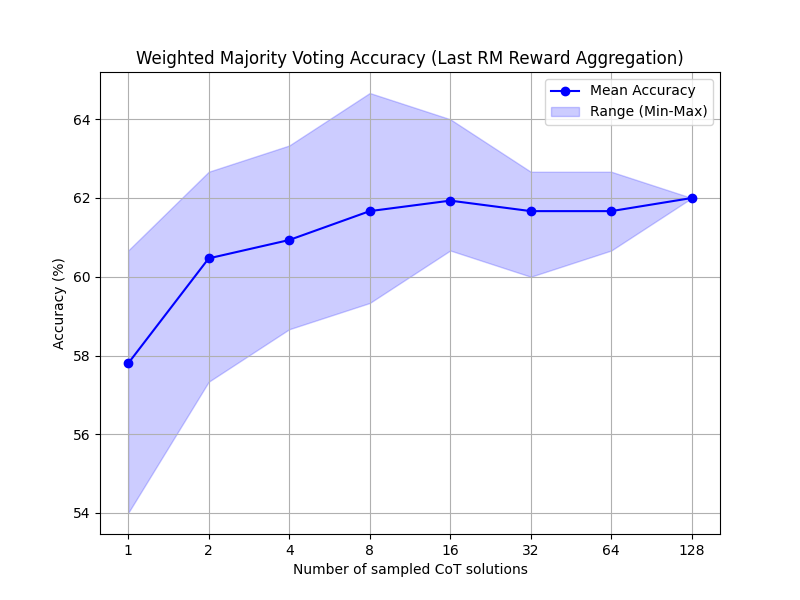 Weighted Majority Voting Accuracy (Last RM Reward Aggregation)
Mean Accuracy
Range (Min-Max)
Accuracy (%)
64
62
60
58
56
54
1 2 4 8 16 32 64 128
Number of sampled CoT solutions